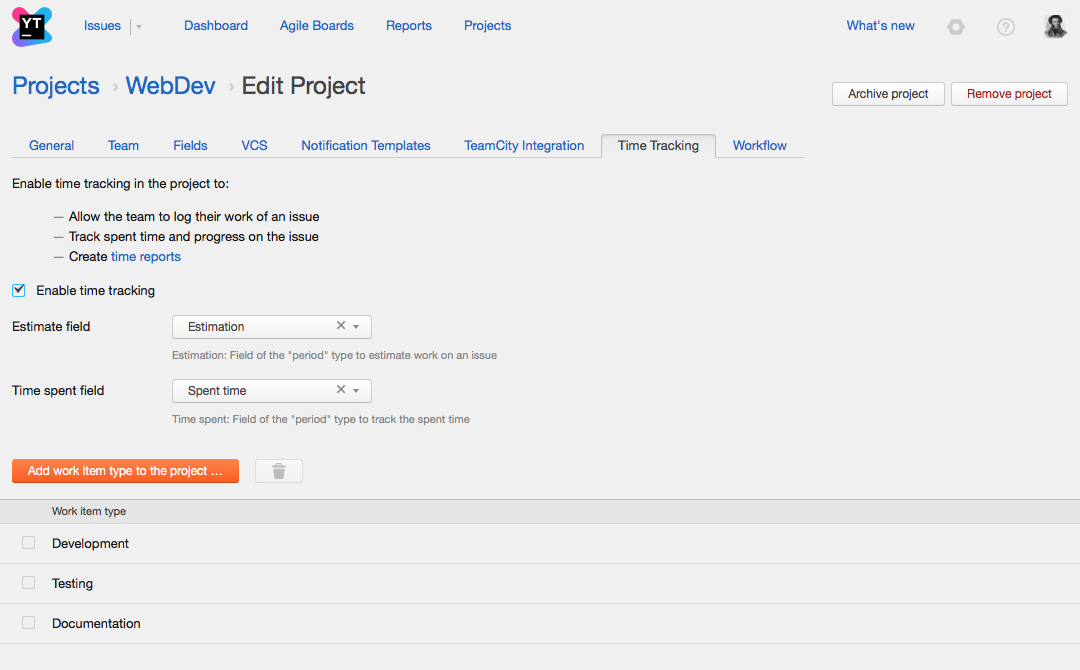 YT
Issues Dashboard Agile Boards Reports Projects What's new ?
Projects › WebDev › Edit Project
Archive project Remove project
General Team Fields VCS Notification Templates TeamCity Integration Time Tracking Workflow
Enable time tracking in the project to:
— Allow the team to log their work of an issue
— Track spent time and progress on the issue
— Create time reports
Enable time tracking
Estimate field Estimation
Estimation: Field of the "period" type to estimate work on an issue
Time spent field Spent time
Time spent: Field of the "period" type to track the spent time
Add work item type to the project ...
Work item type
Development
Testing
Documentation